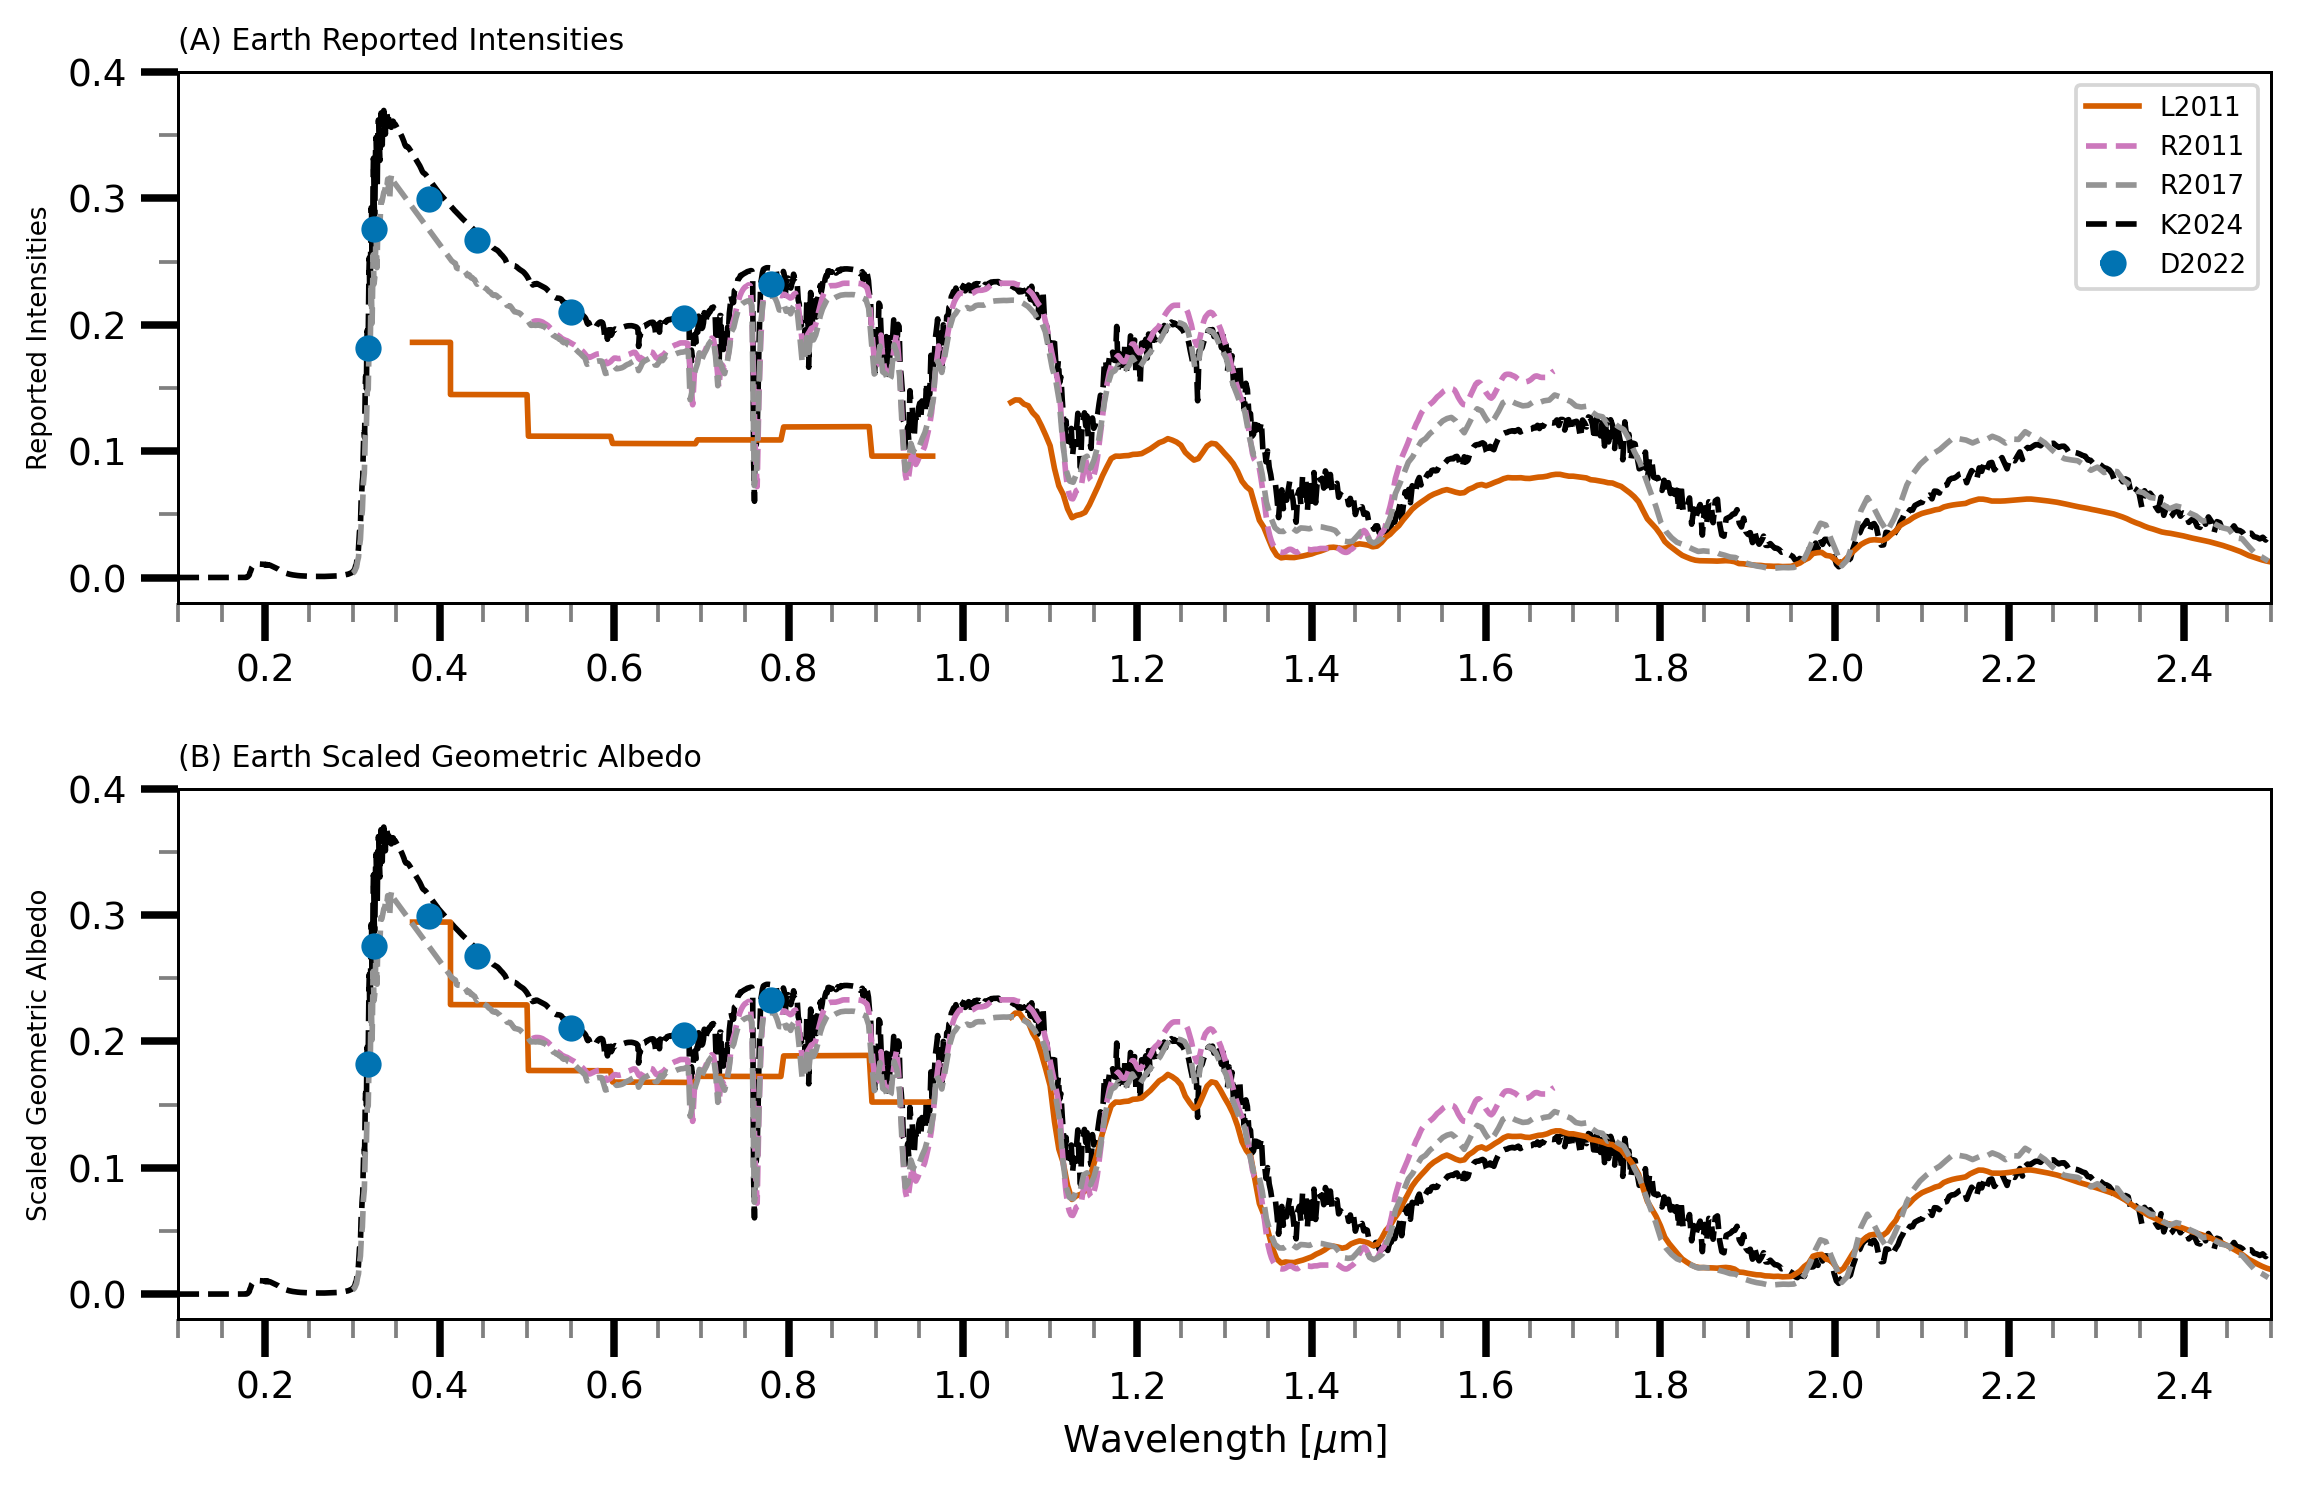 (A) Earth Reported Intensities
Reported Intensities
0.4
0.3
0.2
0.1
0.0
L2011
R2011
R2017
K2024
D2022
0.2 0.4 0.6 0.8 1.0 1.2 1.4 1.6 1.8 2.0 2.2 2.4
(B) Earth Scaled Geometric Albedo
Scaled Geometric Albedo
0.4
0.3
0.2
0.1
0.0
0.2 0.4 0.6 0.8 1.0 1.2 1.4 1.6 1.8 2.0 2.2 2.4
Wavelength [μm]